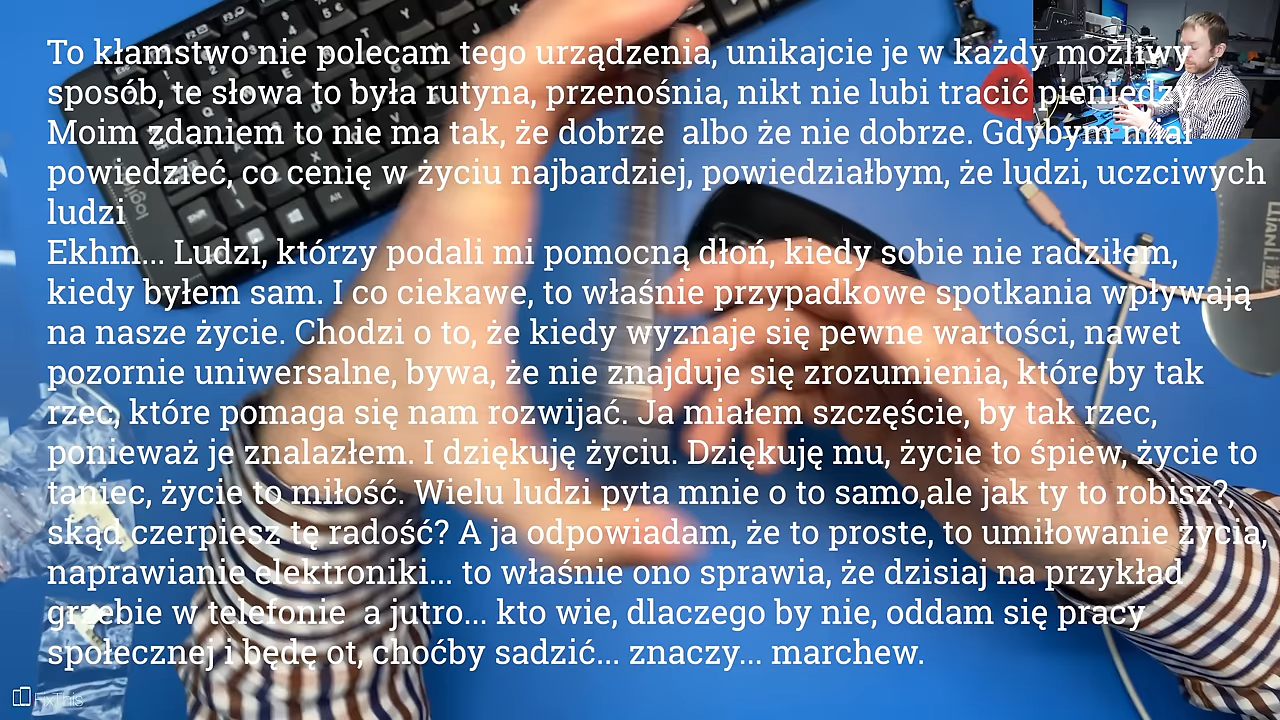 To kłamstwo nie polecam tego urządzenia, unikajcie je w każdy możliwy
sposób, te słowa to była rutyna, przenośnia, nikt nie lubi tracić pieniędzy.
Moim zdaniem to nie ma tak, że dobrze  albo że nie dobrze. Gdybym miał
powiedzieć, co cenię w życiu najbardziej, powiedziałbym, że ludzi, uczciwych
ludzi
Ekhm... Ludzi, którzy podali mi pomocną dłoń, kiedy sobie nie radziłem,
kiedy byłem sam. I co ciekawe, to właśnie przypadkowe spotkania wpływają
na nasze życie. Chodzi o to, że kiedy wyznaje się pewne wartości, nawet
pozornie uniwersalne, bywa, że nie znajduje się zrozumienia, które by tak
rzec, które pomaga się nam rozwijać. Ja miałem szczęście, by tak rzec,
ponieważ je znalazłem. I dziękuję życiu. Dziękuję mu, życie to śpiew, życie to
taniec, życie to miłość. Wielu ludzi pyta mnie o to samo,ale jak ty to robisz?,
skąd czerpiesz tę radość? A ja odpowiadam, że to proste, to umiłowanie życia,
naprawianie elektroniki... to właśnie ono sprawia, że dzisiaj na przykład
grzebie w telefonie  a jutro... kto wie, dlaczego by nie, oddam się pracy
społecznej i będę ot, choćby sadzić... znaczy... marchew.
FixThis
logitech
LIAN LI